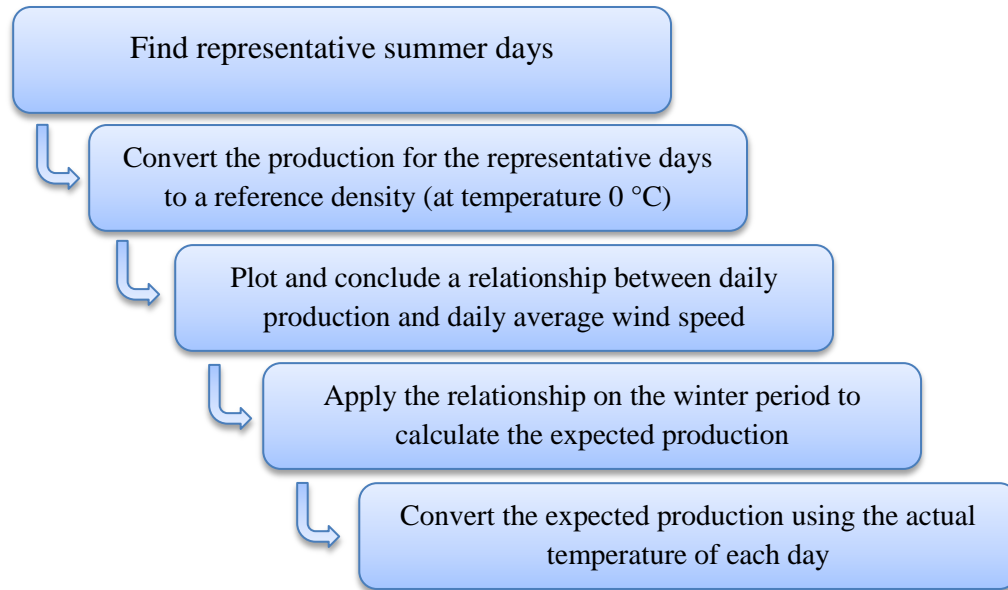 Find representative summer days
Convert the production for the representative days
to a reference density (at temperature 0 °C)
Plot and conclude a relationship between daily
production and daily average wind speed
Apply the relationship on the winter period to
calculate the expected production
Convert the expected production using the actual
temperature of each day